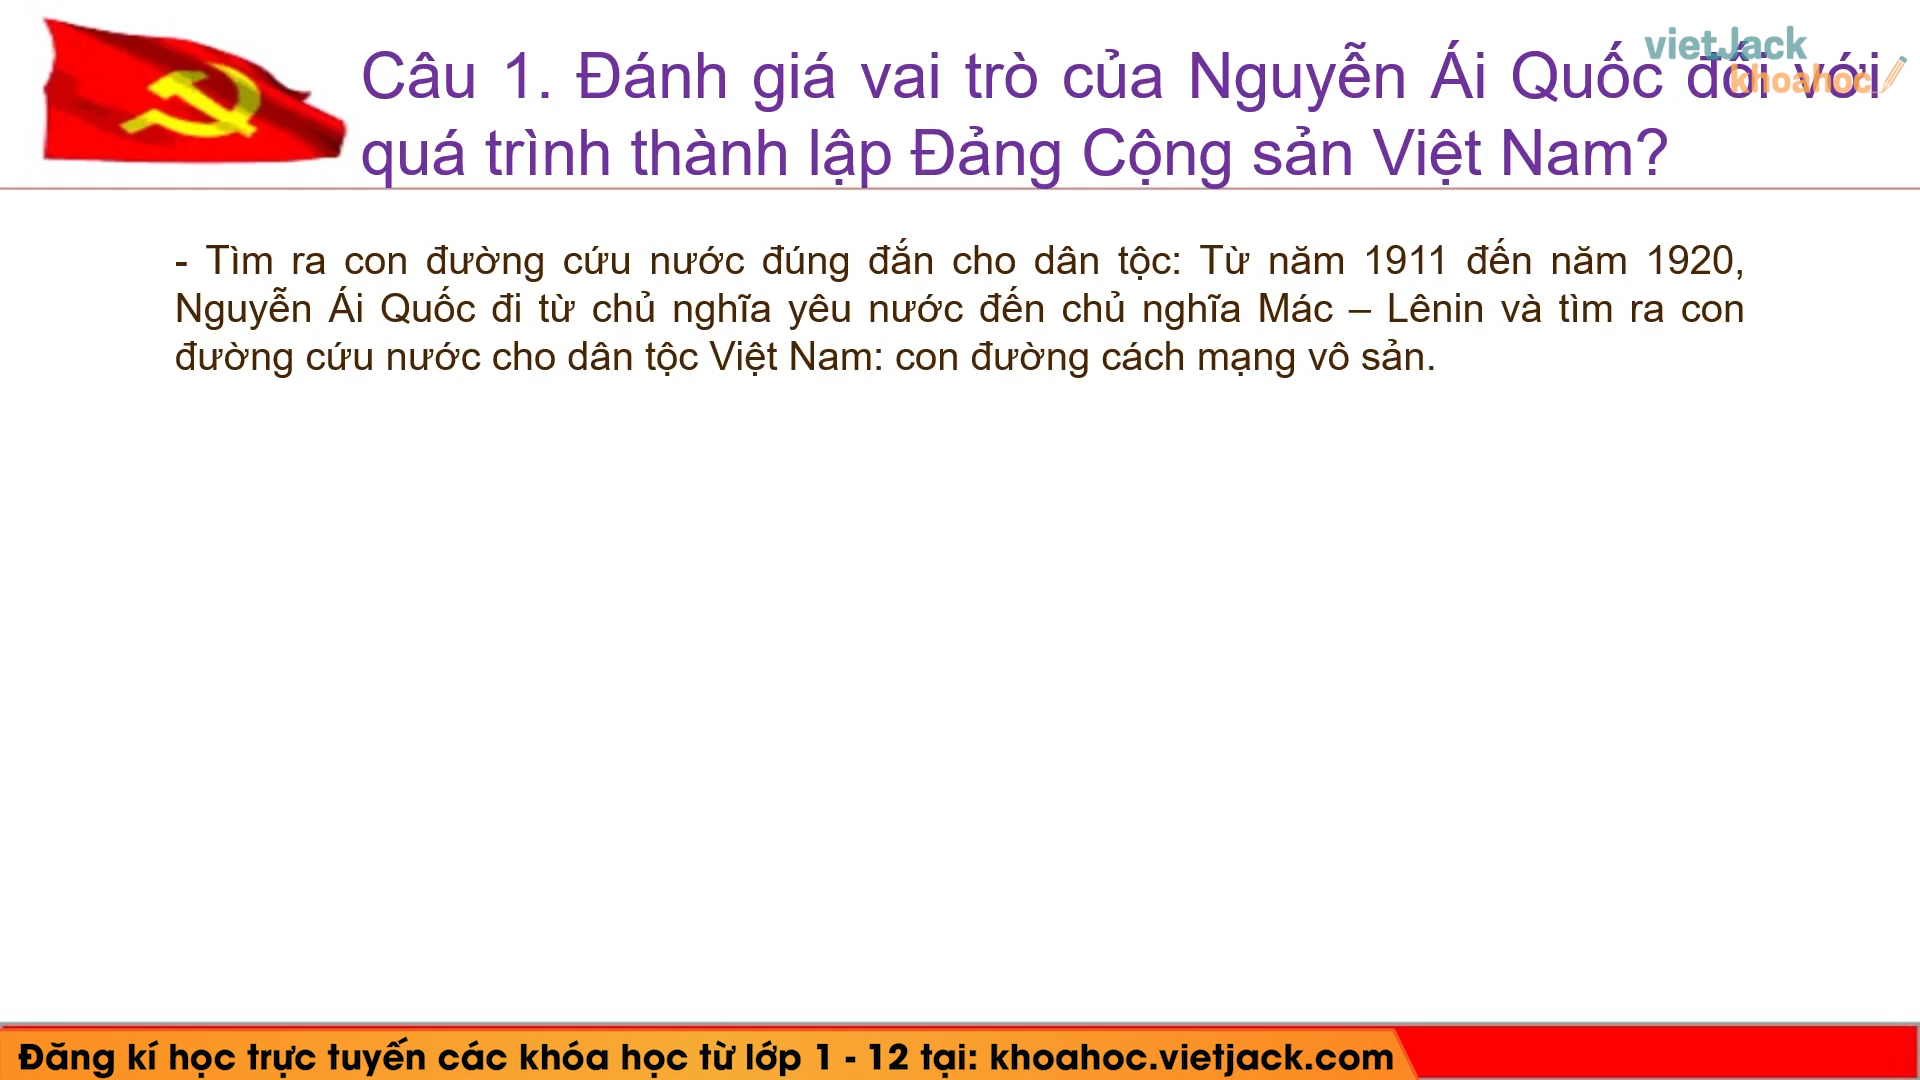 vietJack
khoahoc
Câu 1. Đánh giá vai trò của Nguyễn Ái Quốc đối với
quá trình thành lập Đảng Cộng sản Việt Nam?
- Tìm ra con đường cứu nước đúng đắn cho dân tộc: Từ năm 1911 đến năm 1920,
Nguyễn Ái Quốc đi từ chủ nghĩa yêu nước đến chủ nghĩa Mác – Lênin và tìm ra con
đường cứu nước cho dân tộc Việt Nam: con đường cách mạng vô sản.
Đăng kí học trực tuyến các khóa học từ lớp 1 - 12 tại: khoahoc.vietjack.com